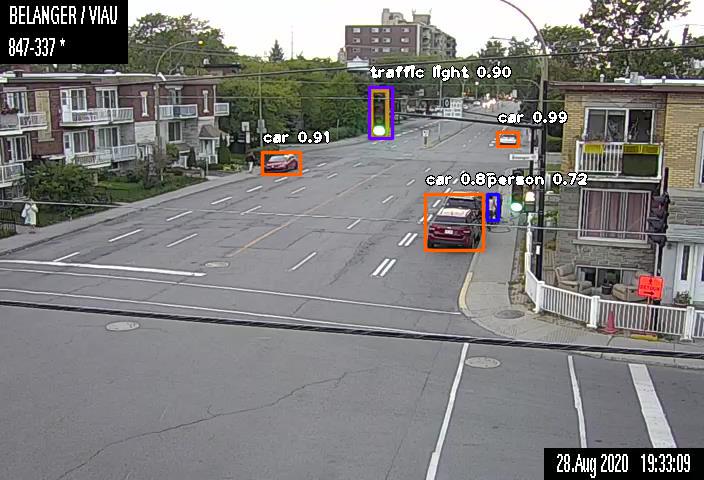 BELANGER / VIAU
847-337 *
traffic light 0.90
car 0.99
car 0.91
car 0.8person 0.72
DETOUR
28.Aug 2020 19:33:09